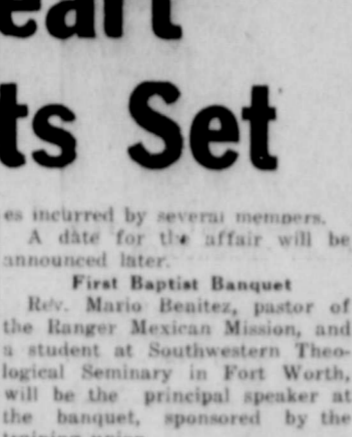 eart
ts Set
es incurred by several members.
A date for the affair will be
announced later.
First Baptist Banquet
Rev. Mario Benitez, pastor of
the Ranger Mexican Mission, and
a student at Southwestern Theo-
logical Seminary in Fort Worth,
will be the principal speaker at
the banquet, sponsored by the
training union